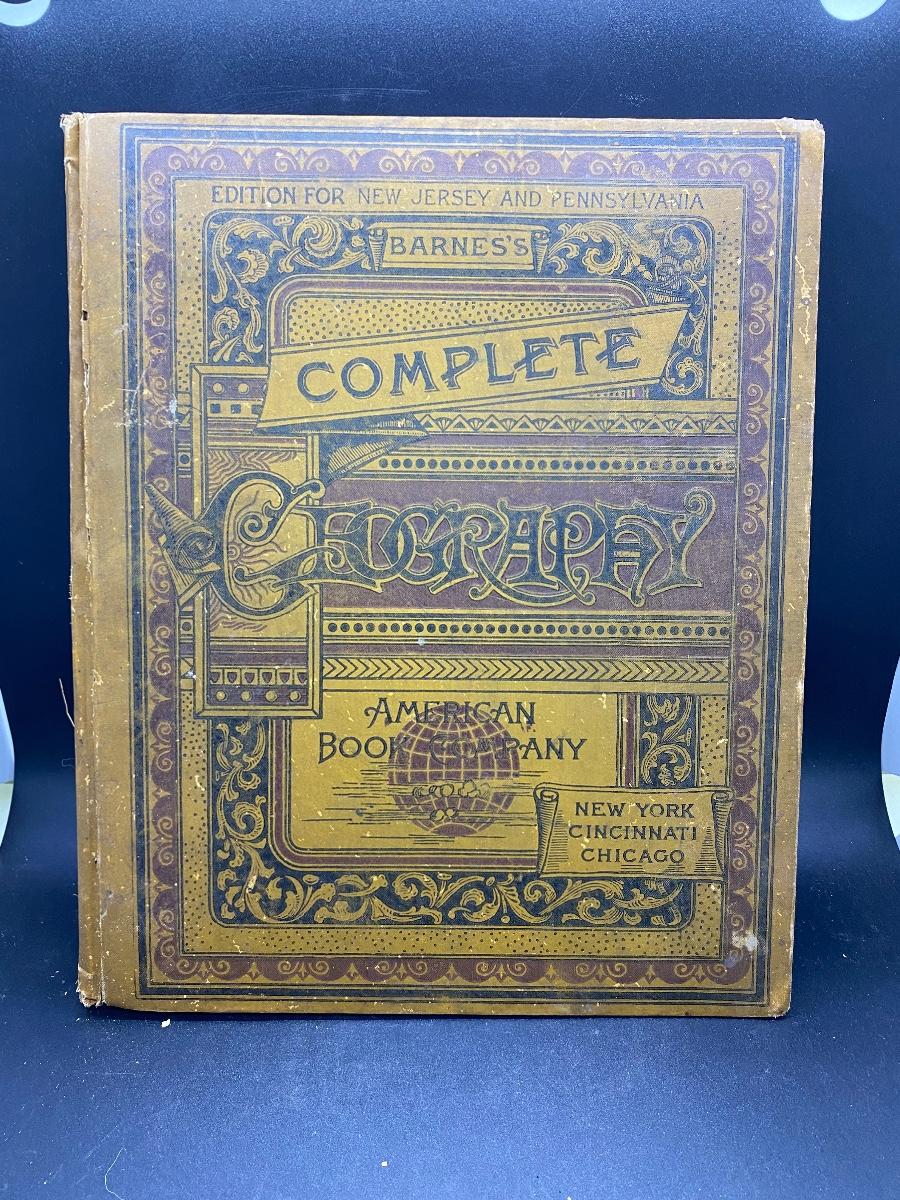 EDITION FOR NEW JERSEY AND PENNSYLVANIA
BARNES'S
COMPLETE
GEOGRAPHY
AMERICAN
BOOK COMPANY
NEW YORK
CINCINNATI
CHICAGO